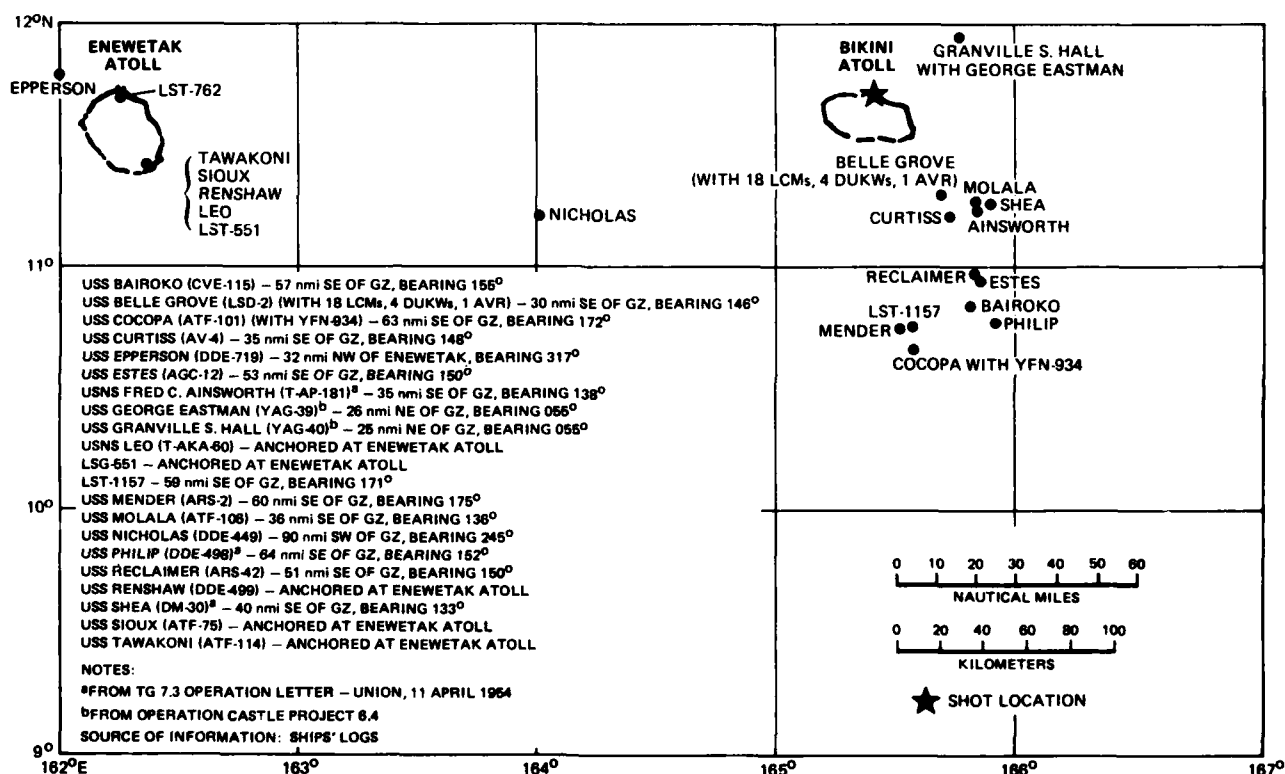 12°N
ENEWETAK
ATOLL
EPPERSON
LST-762
TAWAKONI
SIOUX
RENSHAW
LEO
LST-551
NICHOLAS
BIKINI
ATOLL
GRANVILLE S. HALL
WITH GEORGE EASTMAN
BELLE GROVE
(WITH 18 LCMs, 4 DUKWs, 1 AVR)
MOLALA
SHEA
CURTISS
AINSWORTH
11°
RECLAIMER
ESTES
BAIROKO
LST-1157
PHILIP
MENDER
COCOPA WITH YFN-934
USS BAIROKO (CVE-115) – 57 nmi SE OF GZ, BEARING 155°
USS BELLE GROVE (LSD-2) (WITH 18 LCMs, 4 DUKWs, 1 AVR) – 30 nmi SE OF GZ, BEARING 146°
USS COCOPA (ATF-101) (WITH YFN-934) – 63 nmi SE OF GZ, BEARING 172°
USS CURTISS (AV-4) – 35 nmi SE OF GZ, BEARING 148°
USS EPPERSON (DDE-719) – 32 nmi NW OF ENEWETAK, BEARING 317°
USS ESTES (AGC-12) – 53 nmi SE OF GZ, BEARING 150°
USNS FRED C. AINSWORTH (T-AP-181)ª – 35 nmi SE OF GZ, BEARING 138°
USS GEORGE EASTMAN (YAG-39)ᵇ – 26 nmi NE OF GZ, BEARING 055°
USS GRANVILLE S. HALL (YAG-40)ᵇ – 25 nmi NE OF GZ, BEARING 055°
USNS LEO (T-AKA-60) – ANCHORED AT ENEWETAK ATOLL
LSG-551 – ANCHORED AT ENEWETAK ATOLL
LST-1157 – 59 nmi SE OF GZ, BEARING 171°
USS MENDER (ARS-2) – 60 nmi SE OF GZ, BEARING 175°
10°
USS MOLALA (ATF-106) – 36 nmi SE OF GZ, BEARING 136°
USS NICHOLAS (DDE-449) – 90 nmi SW OF GZ, BEARING 245°
USS PHILIP (DDE-498)ª – 64 nmi SE OF GZ, BEARING 152°
USS RECLAIMER (ARS-42) – 51 nmi SE OF GZ, BEARING 150°
USS RENSHAW (DDE-499) – ANCHORED AT ENEWETAK ATOLL
USS SHEA (DM-30)ª – 40 nmi SE OF GZ, BEARING 133°
USS SIOUX (ATF-75) – ANCHORED AT ENEWETAK ATOLL
USS TAWAKONI (ATF-114) – ANCHORED AT ENEWETAK ATOLL
NOTES:
ªFROM TG 7.3 OPERATION LETTER – UNION, 11 APRIL 1954
ᵇFROM OPERATION CASTLE PROJECT 6.4
SOURCE OF INFORMATION: SHIPS' LOGS
0 10 20 30 40 50 60
NAUTICAL MILES
0 20 40 60 80 100
KILOMETERS
SHOT LOCATION
9°
162°E 163° 164° 165° 166° 167°